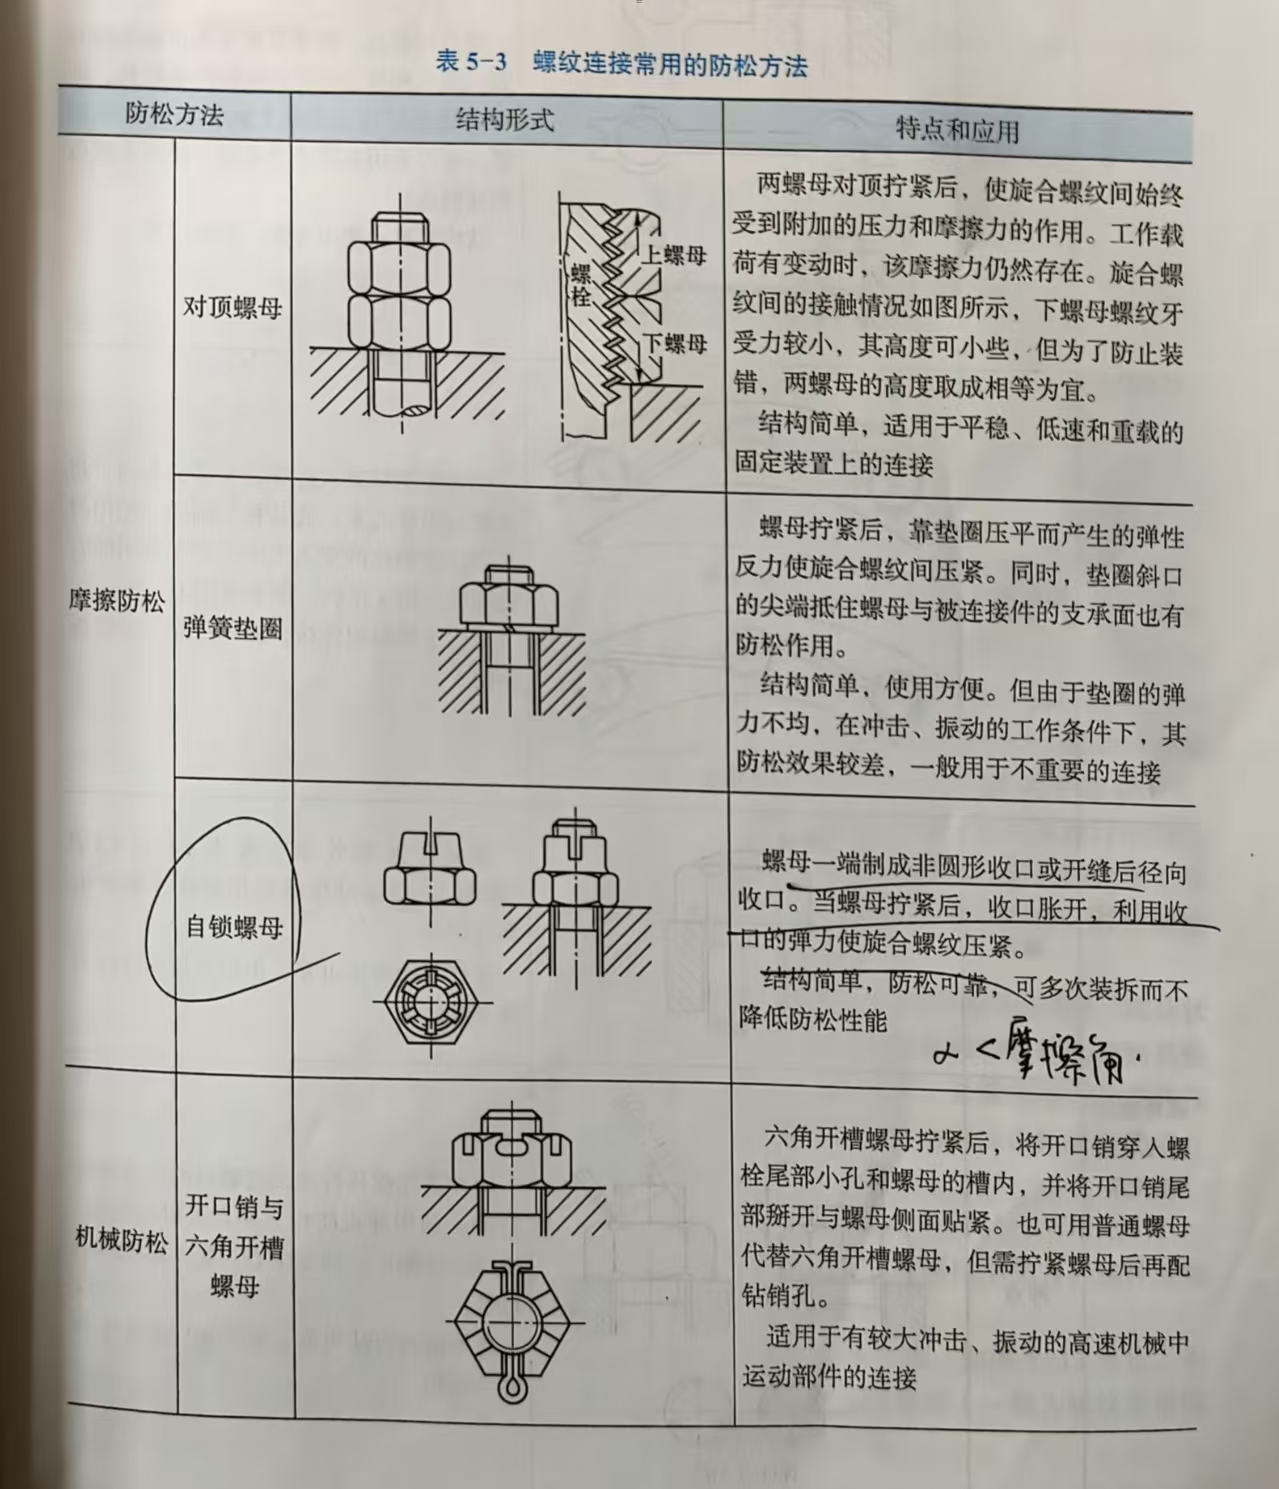 表 5-3 螺纹连接常用的防松方法
防松方法 结构形式 特点和应用
摩擦防松
对顶螺母
螺栓
上螺母
下螺母
两螺母对顶拧紧后，使旋合螺纹间始终
受到附加的压力和摩擦力的作用。工作载
荷有变动时，该摩擦力仍然存在。旋合螺
纹间的接触情况如图所示，下螺母螺纹牙
受力较小，其高度可小些，但为了防止装
错，两螺母的高度取成相等为宜。
结构简单，适用于平稳、低速和重载的
固定装置上的连接
弹簧垫圈
螺母拧紧后，靠垫圈压平而产生的弹性
反力使旋合螺纹间压紧。同时，垫圈斜口
的尖端抵住螺母与被连接件的支承面也有
防松作用。
结构简单，使用方便。但由于垫圈的弹
力不均，在冲击、振动的工作条件下，其
防松效果较差，一般用于不重要的连接
自锁螺母
螺母一端制成非圆形收口或开缝后径向
收口。当螺母拧紧后，收口胀开，利用收
口的弹力使旋合螺纹压紧。
结构简单，防松可靠，可多次装拆而不
降低防松性能
α<摩擦角.
机械防松
开口销与
六角开槽
螺母
六角开槽螺母拧紧后，将开口销穿入螺
栓尾部小孔和螺母的槽内，并将开口销尾
部掰开与螺母侧面贴紧。也可用普通螺母
代替六角开槽螺母，但需拧紧螺母后再配
钻销孔。
适用于有较大冲击、振动的高速机械中
运动部件的连接